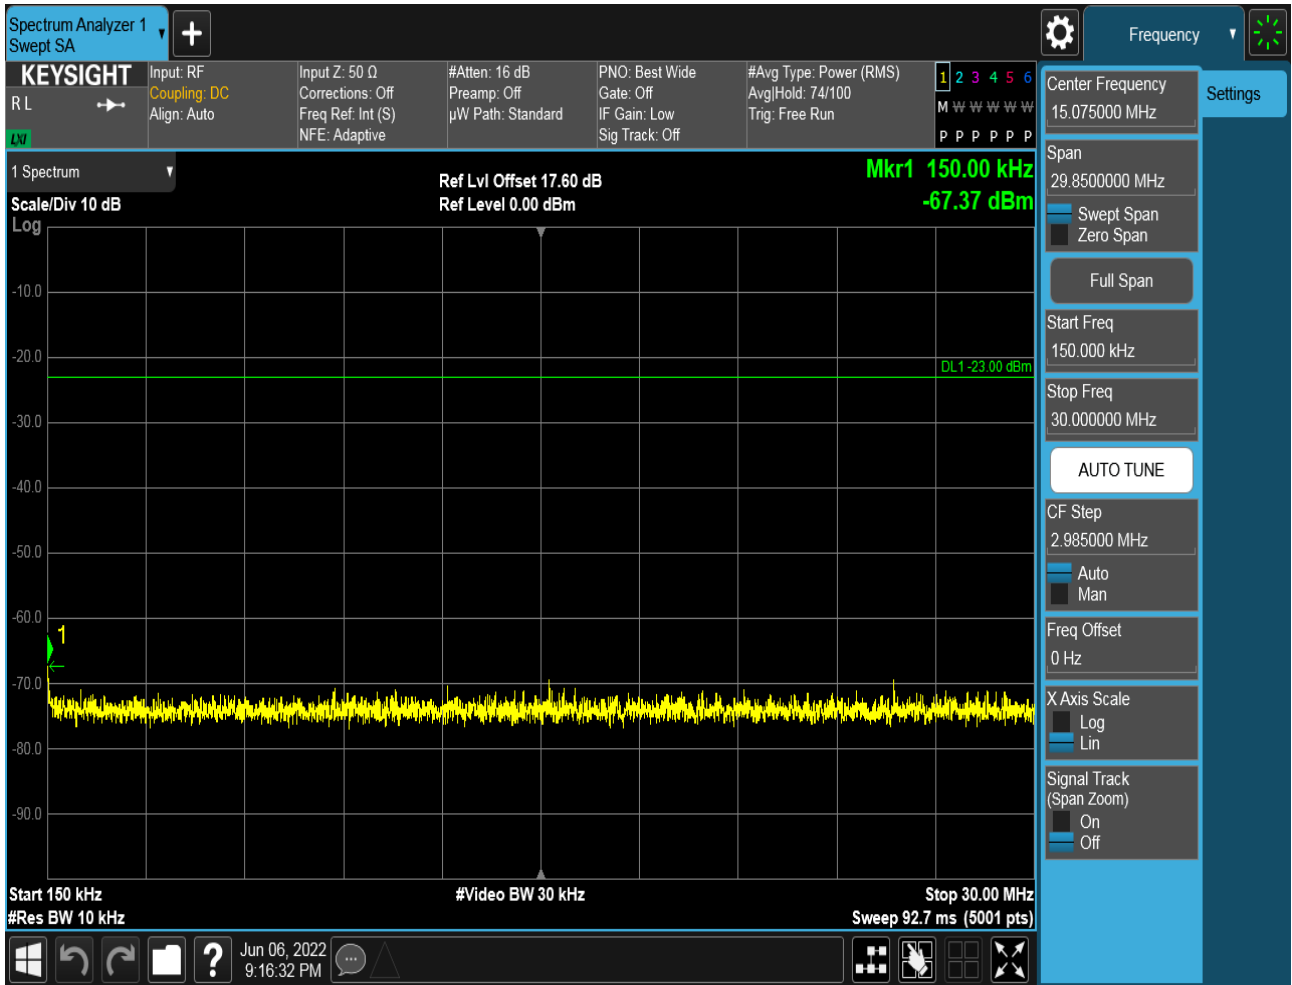 Spectrum Analyzer 1
Swept SA
Frequency
KEYSIGHT
R L
LXI
Input: RF
Coupling: DC
Align: Auto
Input Z: 50 Ω
Corrections: Off
Freq Ref: Int (S)
NFE: Adaptive
#Atten: 16 dB
Preamp: Off
µW Path: Standard
PNO: Best Wide
Gate: Off
IF Gain: Low
Sig Track: Off
#Avg Type: Power (RMS)
Avg|Hold: 74/100
Trig: Free Run
1 2 3 4 5 6
M W W W W W
P P P P P P
1 Spectrum
Scale/Div 10 dB
Log
Ref Lvl Offset 17.60 dB
Ref Level 0.00 dBm
Mkr1 150.00 kHz
-67.37 dBm
-10.0
-20.0
DL1 -23.00 dBm
-30.0
-40.0
-50.0
-60.0
1
-70.0
-80.0
-90.0
Start 150 kHz
#Video BW 30 kHz
Stop 30.00 MHz
#Res BW 10 kHz
Sweep 92.7 ms (5001 pts)
?
Jun 06, 2022
9:16:32 PM
Center Frequency
15.075000 MHz
Settings
Span
29.8500000 MHz
Swept Span
Zero Span
Full Span
Start Freq
150.000 kHz
Stop Freq
30.000000 MHz
AUTO TUNE
CF Step
2.985000 MHz
Auto
Man
Freq Offset
0 Hz
X Axis Scale
Log
Lin
Signal Track
(Span Zoom)
On
Off